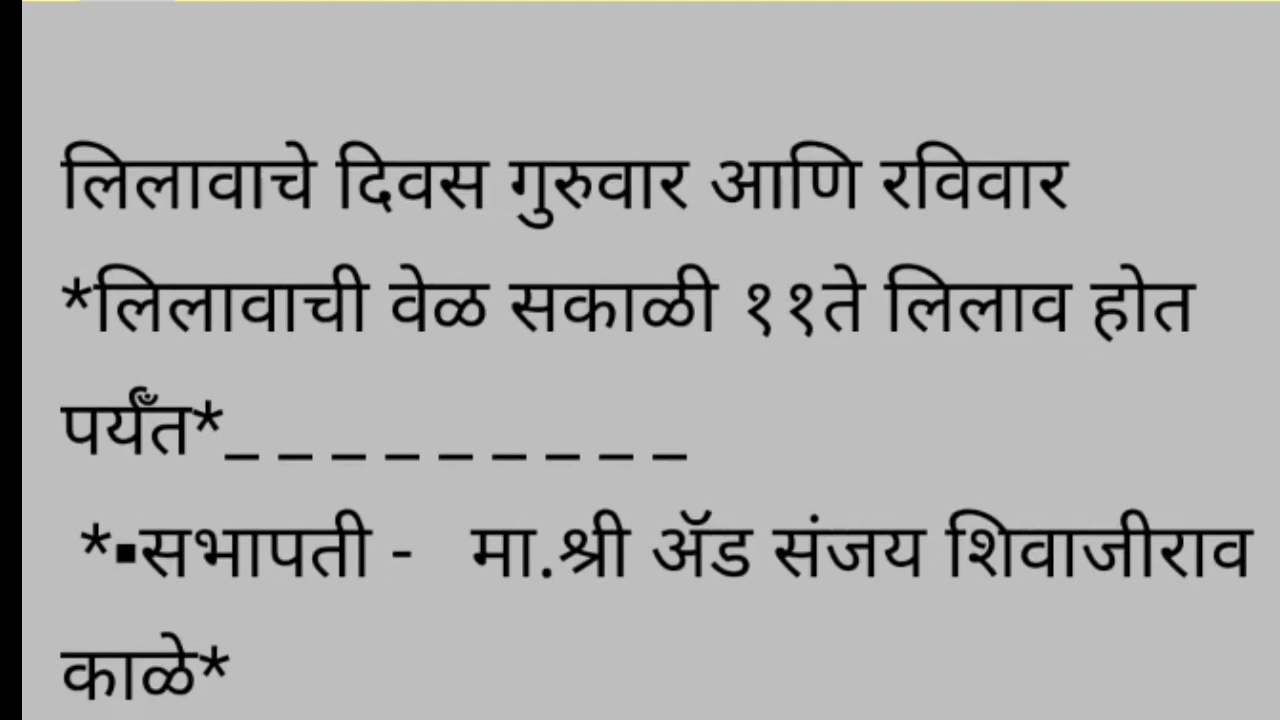 लिलावाचे दिवस गुरुवार आणि रविवार
*लिलावाची वेळ सकाळी ११ते लिलाव होत
पर्यँत*_ _ _ _ _ _ _ _ _
*▪सभापती - मा.श्री ॲड संजय शिवाजीराव
काळे*